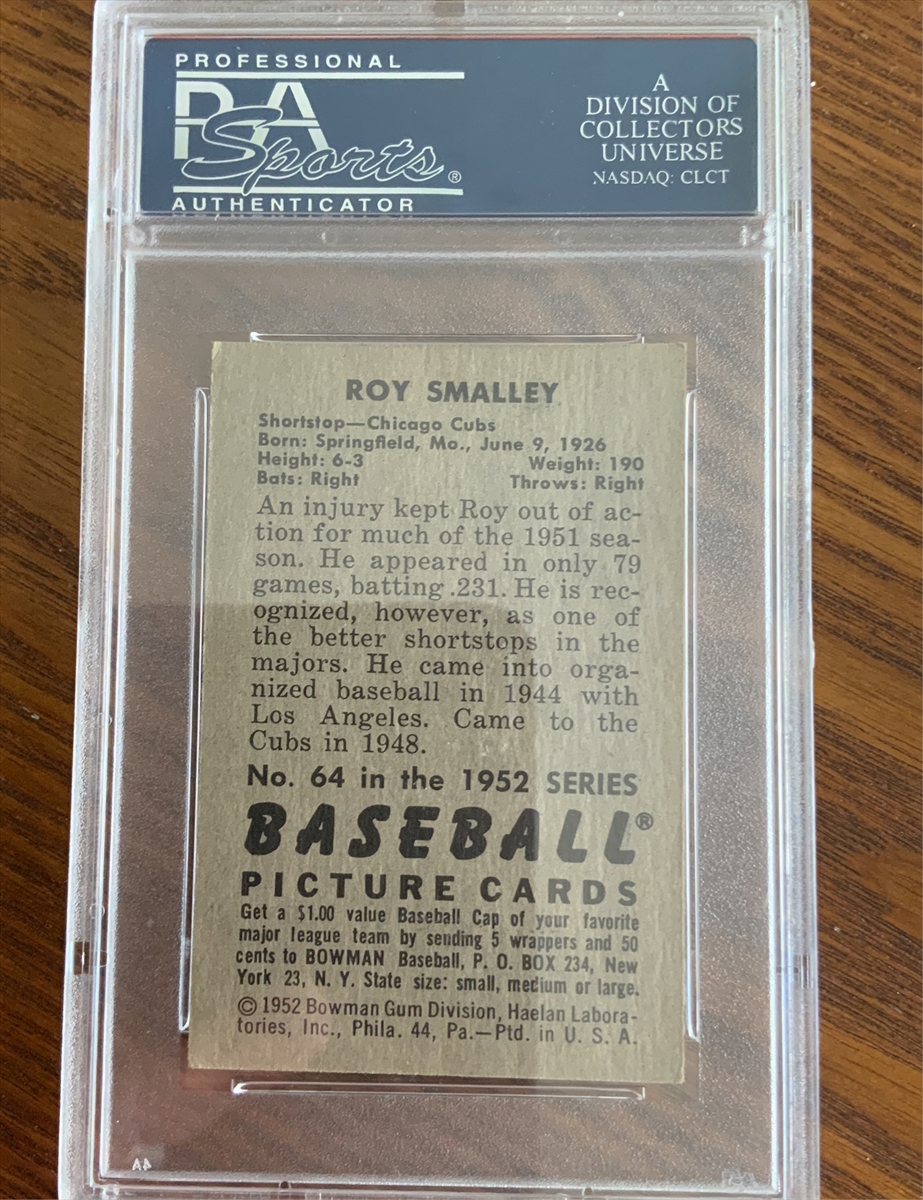 PROFESSIONAL
PSA
Sports®
AUTHENTICATOR
A
DIVISION OF
COLLECTORS
UNIVERSE
NASDAQ: CLCT
ROY SMALLEY
Shortstop—Chicago Cubs
Born: Springfield, Mo., June 9, 1926
Height: 6-3 Weight: 190
Bats: Right Throws: Right
An injury kept Roy out of ac-
tion for much of the 1951 sea-
son. He appeared in only 79
games, batting .231. He is rec-
ognized, however, as one of
the better shortstops in the
majors. He came into orga-
nized baseball in 1944 with
Los Angeles. Came to the
Cubs in 1948.
No. 64 in the 1952 SERIES
BASEBALL®
PICTURE CARDS
Get a $1.00 value Baseball Cap of your favorite
major league team by sending 5 wrappers and 50
cents to BOWMAN Baseball, P. O. BOX 234, New
York 23, N. Y. State size: small, medium or large.
© 1952 Bowman Gum Division, Haelan Labora-
tories, Inc., Phila. 44, Pa.—Ptd. in U. S. A.